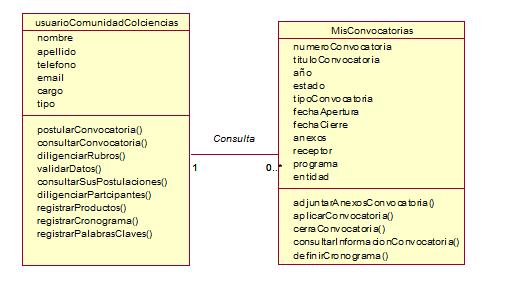 usuarioComunidadColciencias
nombre
apellido
telefono
email
cargo
tipo
postularConvocatoria()
consultarConvocatoria()
diligenciarRubros()
validarDatos()
consultarSusPostulaciones()
diligenciarPartcipantes()
registrarProductos()
registrarCronograma()
registrarPalabrasClaves()
Consulta
1
0..*
MisConvocatorias
numeroConvocatoria
tituloConvocatoria
año
estado
tipoConvocatoria
fechaApertura
fechaCierre
anexos
receptor
programa
entidad
adjuntarAnexosConvocatoria()
aplicarConvocatoria()
cerraConvocatoria()
consultarInformacionConvocatoria()
definirCronograma()